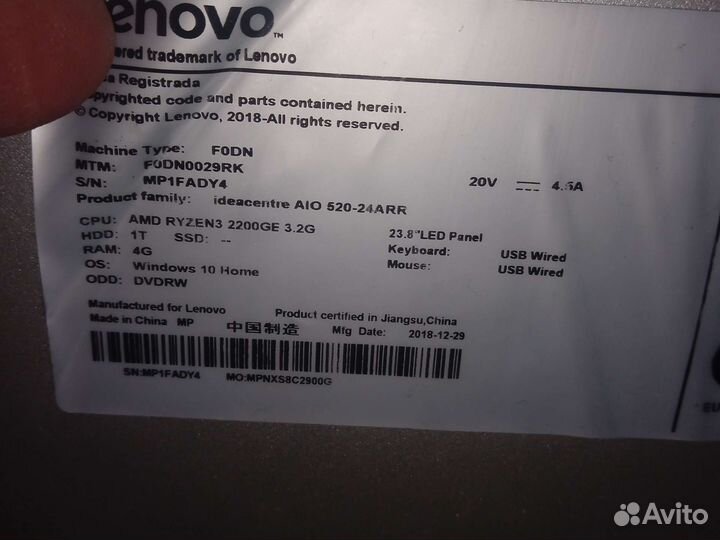 enovo™
ered trademark of Lenovo
Registrada
opyrighted code and parts contained herein.
© Copyright Lenovo, 2018-All rights reserved.
Machine Type: F0DN
MTM: F0DN0029RK
S/N: MP1FADY4
20V ⎓ 4.5A
Product family: ideacentre AIO 520-24ARR
CPU: AMD RYZEN3 2200GE 3.2G
23.8"LED Panel
HDD: 1T SSD: --
Keyboard: USB Wired
RAM: 4G
Mouse: USB Wired
OS: Windows 10 Home
ODD: DVDRW
Manufactured for Lenovo
Product certified in Jiangsu,China
Made in China MP 中国制造 Mfg Date: 2018-12-29
SN:MP1FADY4 MO:MPNXS8C2900G
Avito